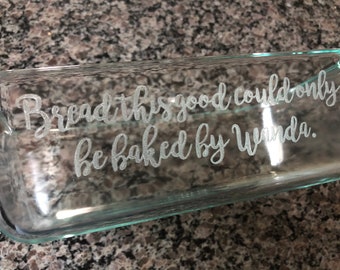 Bread this good could only
be baked by Wanda.